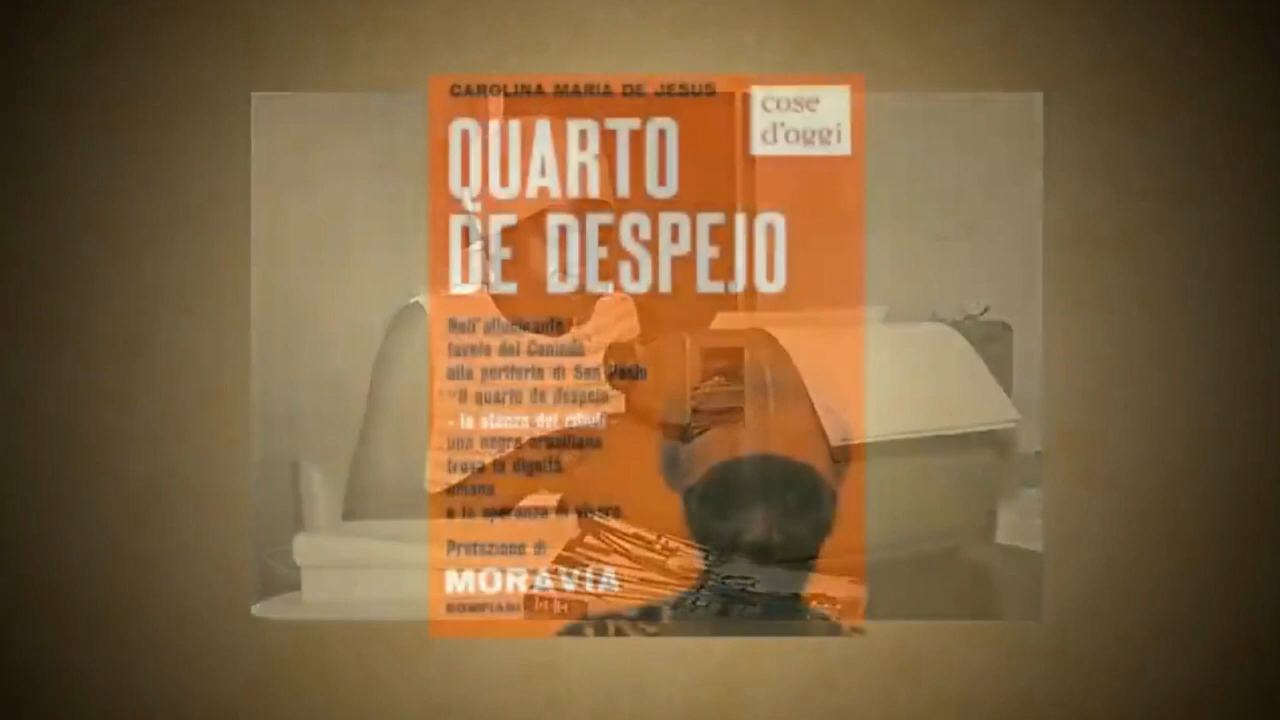 CAROLINA MARIA DE JESUS
cose
d'oggi
QUARTO
DE DESPEJO
Nell'allucinante
favela del Canindé
alla periferia di San Paolo
il quarto de despejo
- la stanza dei rifiuti -
una negra brasiliana
trova la dignità
umana
e la speranza di vivere
Prefazione di
MORAVIA
BOMPIANI